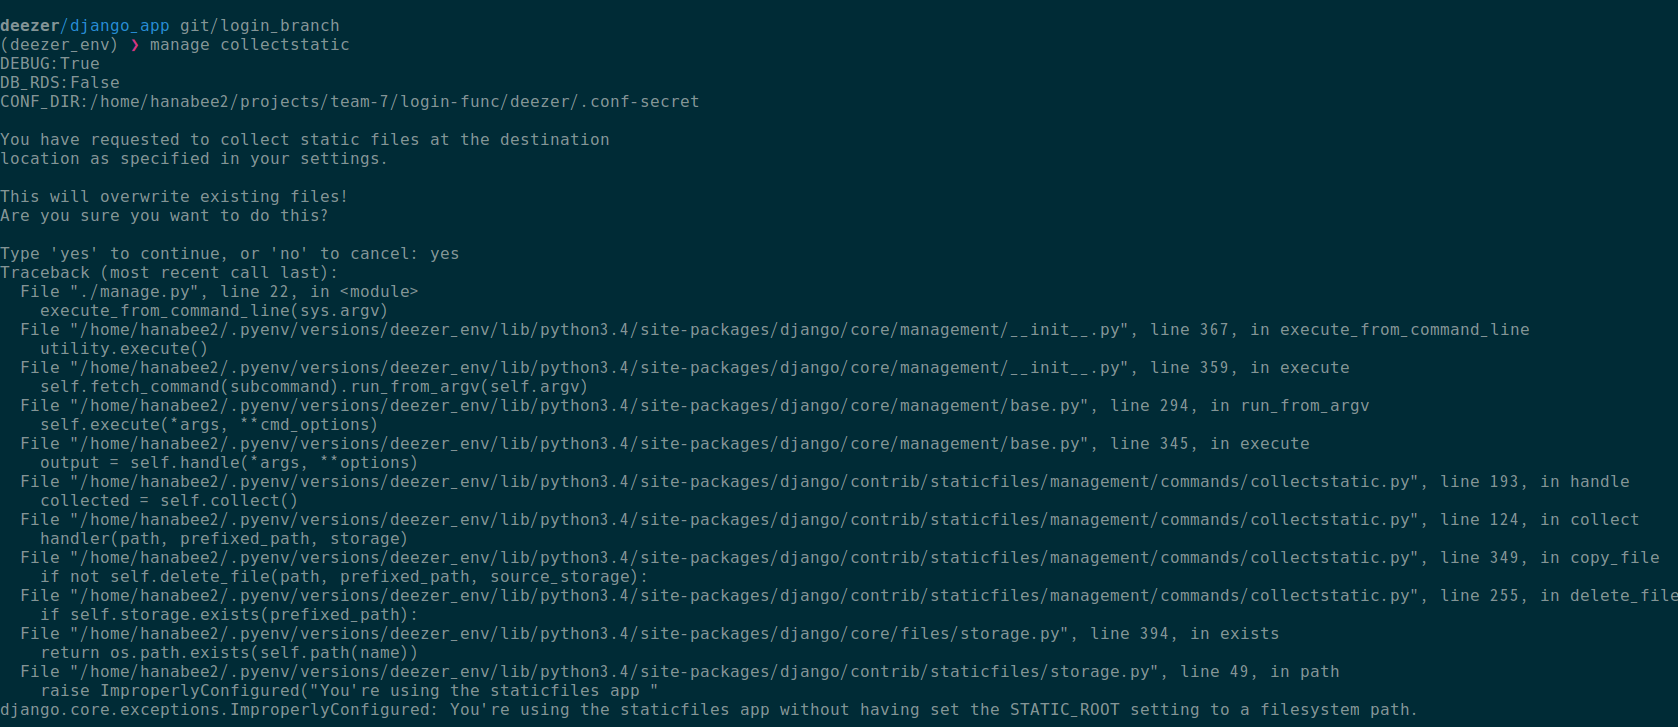 deezer/django_app git/login_branch
(deezer_env) ❯ manage collectstatic
DEBUG:True
DB_RDS:False
CONF_DIR:/home/hanabee2/projects/team-7/login-func/deezer/.conf-secret

You have requested to collect static files at the destination
location as specified in your settings.

This will overwrite existing files!
Are you sure you want to do this?

Type 'yes' to continue, or 'no' to cancel: yes
Traceback (most recent call last):
  File "./manage.py", line 22, in <module>
    execute_from_command_line(sys.argv)
  File "/home/hanabee2/.pyenv/versions/deezer_env/lib/python3.4/site-packages/django/core/management/__init__.py", line 367, in execute_from_command_line
    utility.execute()
  File "/home/hanabee2/.pyenv/versions/deezer_env/lib/python3.4/site-packages/django/core/management/__init__.py", line 359, in execute
    self.fetch_command(subcommand).run_from_argv(self.argv)
  File "/home/hanabee2/.pyenv/versions/deezer_env/lib/python3.4/site-packages/django/core/management/base.py", line 294, in run_from_argv
    self.execute(*args, **cmd_options)
  File "/home/hanabee2/.pyenv/versions/deezer_env/lib/python3.4/site-packages/django/core/management/base.py", line 345, in execute
    output = self.handle(*args, **options)
  File "/home/hanabee2/.pyenv/versions/deezer_env/lib/python3.4/site-packages/django/contrib/staticfiles/management/commands/collectstatic.py", line 193, in handle
    collected = self.collect()
  File "/home/hanabee2/.pyenv/versions/deezer_env/lib/python3.4/site-packages/django/contrib/staticfiles/management/commands/collectstatic.py", line 124, in collect
    handler(path, prefixed_path, storage)
  File "/home/hanabee2/.pyenv/versions/deezer_env/lib/python3.4/site-packages/django/contrib/staticfiles/management/commands/collectstatic.py", line 349, in copy_file
    if not self.delete_file(path, prefixed_path, source_storage):
  File "/home/hanabee2/.pyenv/versions/deezer_env/lib/python3.4/site-packages/django/contrib/staticfiles/management/commands/collectstatic.py", line 255, in delete_file
    if self.storage.exists(prefixed_path):
  File "/home/hanabee2/.pyenv/versions/deezer_env/lib/python3.4/site-packages/django/core/files/storage.py", line 394, in exists
    return os.path.exists(self.path(name))
  File "/home/hanabee2/.pyenv/versions/deezer_env/lib/python3.4/site-packages/django/contrib/staticfiles/storage.py", line 49, in path
    raise ImproperlyConfigured("You're using the staticfiles app "
django.core.exceptions.ImproperlyConfigured: You're using the staticfiles app without having set the STATIC_ROOT setting to a filesystem path.